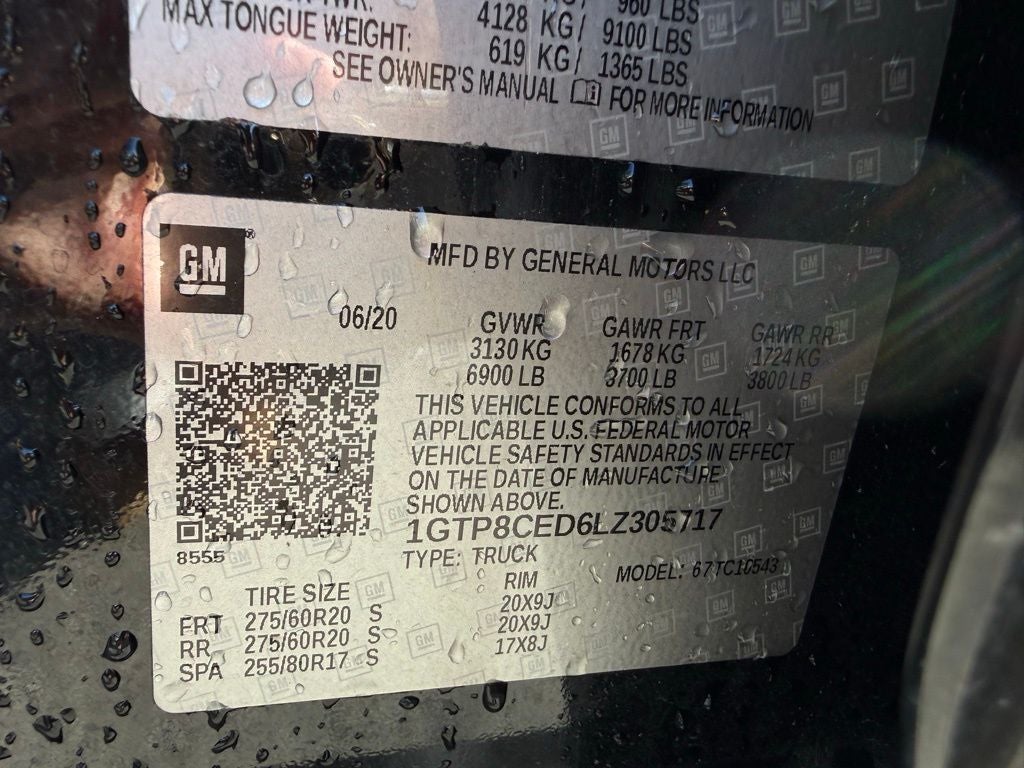 960 LBS
MAX TONGUE WEIGHT: 4128 KG/ 9100 LBS
619 KG/ 1365 LBS
SEE OWNER'S MANUAL FOR MORE INFORMATION
GM
MFD BY GENERAL MOTORS LLC
06/20 GVWR GAWR FRT GAWR RR
3130 KG 1678 KG 1724 KG
6900 LB 3700 LB 3800 LB
THIS VEHICLE CONFORMS TO ALL
APPLICABLE U.S. FEDERAL MOTOR
VEHICLE SAFETY STANDARDS IN EFFECT
ON THE DATE OF MANUFACTURE
SHOWN ABOVE.
1GTP8CED6LZ305717
8555
TYPE: TRUCK MODEL: 67TC10543
TIRE SIZE RIM
FRT 275/60R20 S 20X9J
RR 275/60R20 S 20X9J
SPA 255/80R17 S 17X8J